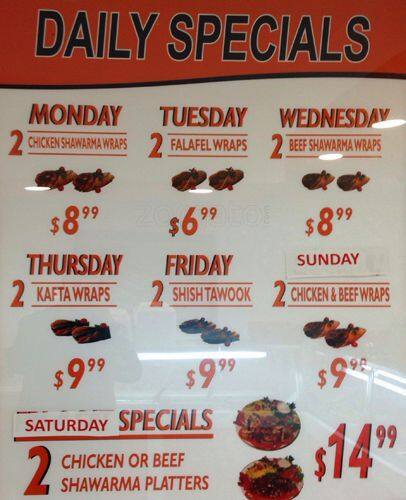 DAILY SPECIALS
MONDAY
2 CHICKEN SHAWARMA WRAPS
$8.99
TUESDAY
2 FALAFEL WRAPS
$6.99
WEDNESDAY
2 BEEF SHAWARMA WRAPS
$8.99
THURSDAY
2 KAFTA WRAPS
$9.99
FRIDAY
2 SHISH TAWOOK
$9.99
SUNDAY
2 CHICKEN & BEEF WRAPS
$9.99
SATURDAY SPECIALS
2 CHICKEN OR BEEF
SHAWARMA PLATTERS
$14.99